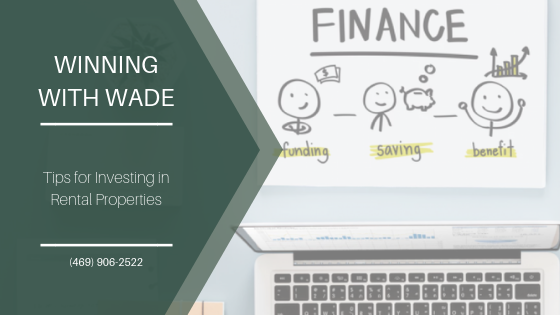 WINNING
WITH WADE
Tips for Investing in
Rental Properties
(469) 906-2522
FINANCE
$
funding
saving
benefit